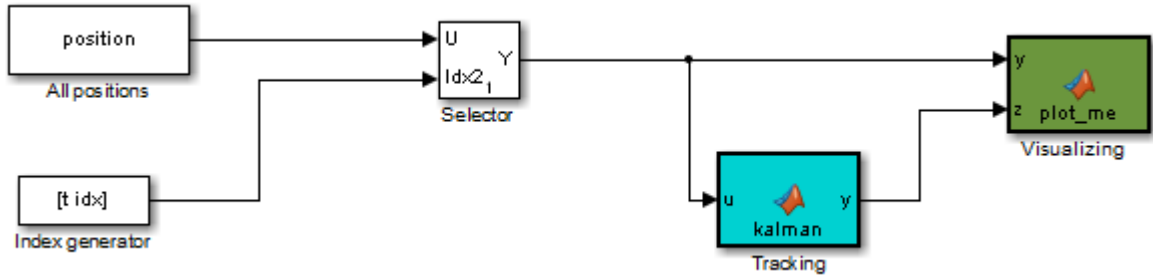 position
All positions
[t idx]
Index generator
U
Idx2
1
Y
Selector
u
y
kalman
Tracking
y
z
plot_me
Visualizing